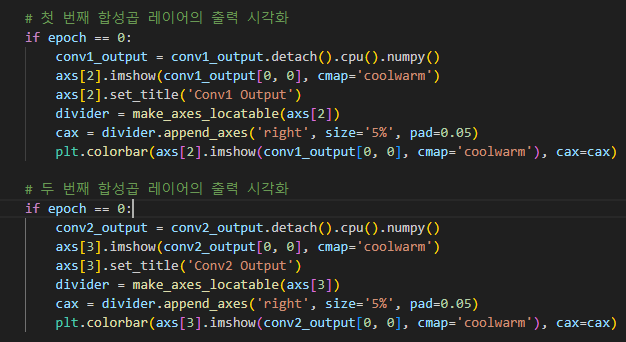 # 첫 번째 합성곱 레이어의 출력 시각화
if epoch == 0:
    conv1_output = conv1_output.detach().cpu().numpy()
    axs[2].imshow(conv1_output[0, 0], cmap='coolwarm')
    axs[2].set_title('Conv1 Output')
    divider = make_axes_locatable(axs[2])
    cax = divider.append_axes('right', size='5%', pad=0.05)
    plt.colorbar(axs[2].imshow(conv1_output[0, 0], cmap='coolwarm'), cax=cax)
# 두 번째 합성곱 레이어의 출력 시각화
if epoch == 0:
    conv2_output = conv2_output.detach().cpu().numpy()
    axs[3].imshow(conv2_output[0, 0], cmap='coolwarm')
    axs[3].set_title('Conv2 Output')
    divider = make_axes_locatable(axs[3])
    cax = divider.append_axes('right', size='5%', pad=0.05)
    plt.colorbar(axs[3].imshow(conv2_output[0, 0], cmap='coolwarm'), cax=cax)